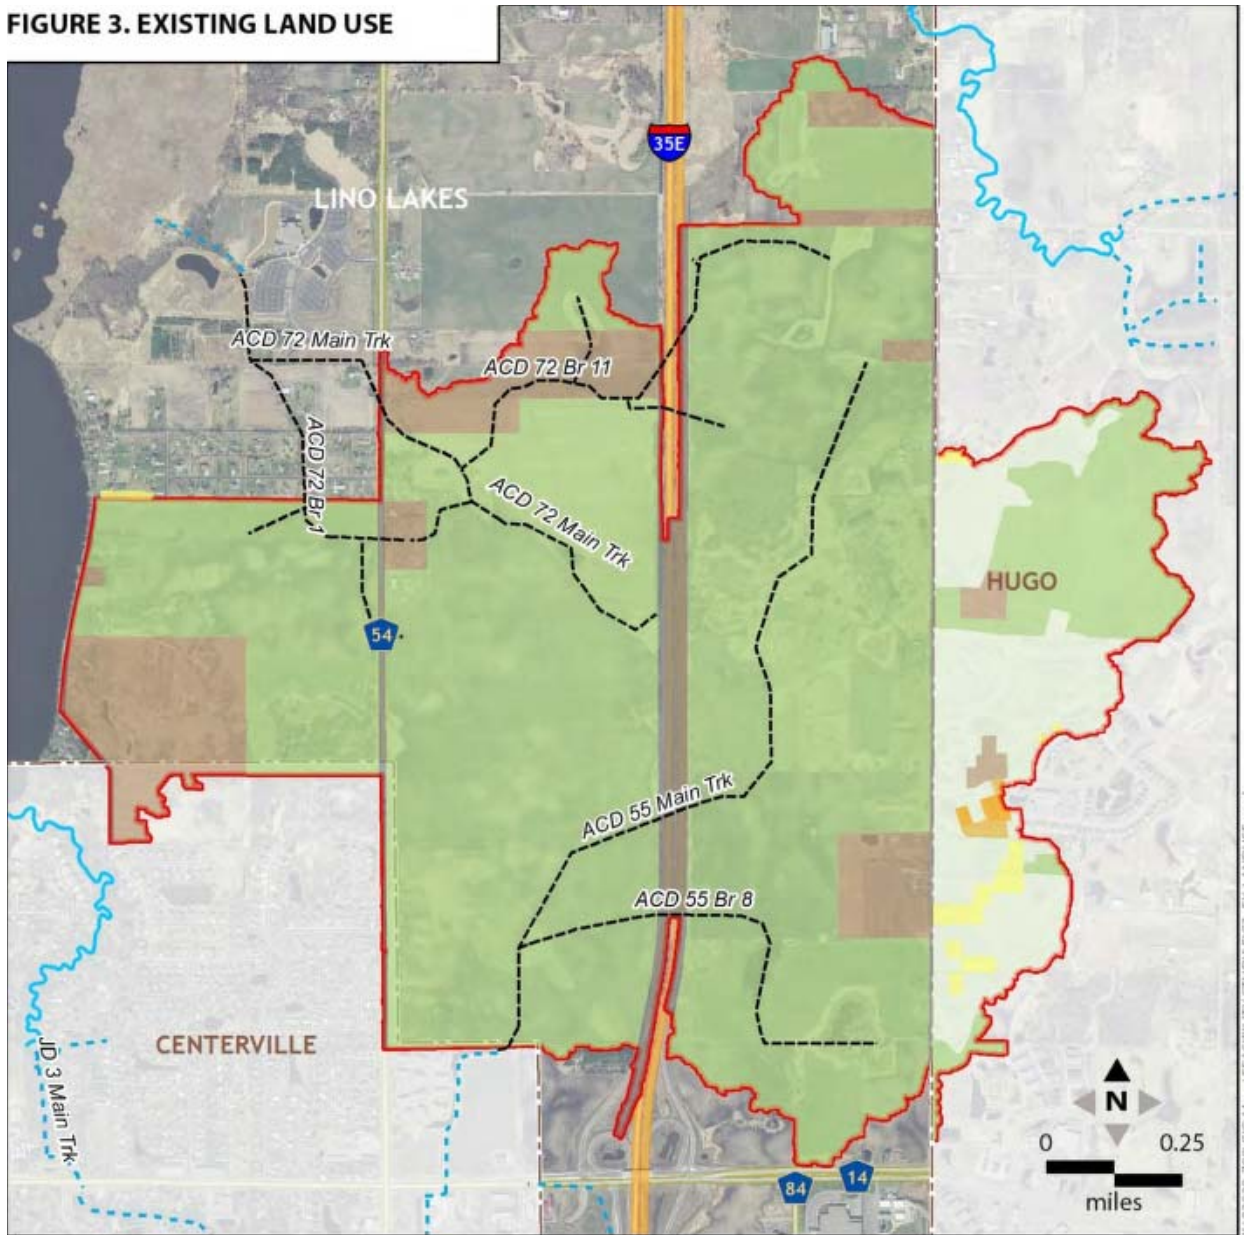 FIGURE 3. EXISTING LAND USE
35E
LINO LAKES
ACD 72 Main Trk
ACD 72 Br 11
ACD 72 Br 1
ACD 72 Main Trk
HUGO
54
ACD 55 Main Trk
ACD 55 Br 8
CENTERVILLE
JD 3 Main Trk
N
0 0.25
miles
84
14